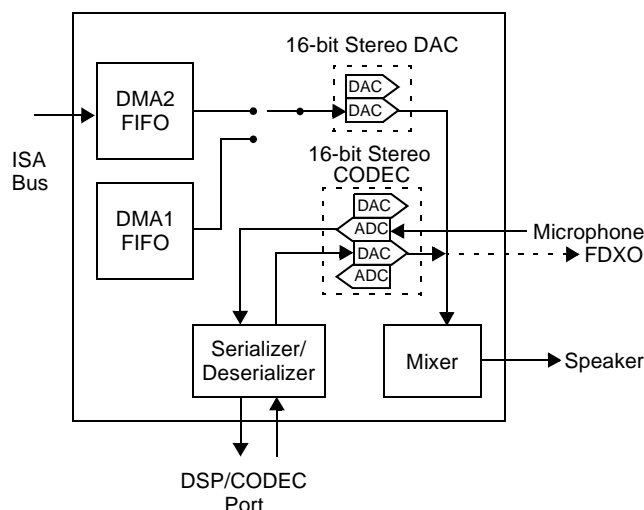 16-bit Stereo DAC
DMA2
FIFO
DAC
DAC
ISA
Bus
DMA1
FIFO
16-bit Stereo
CODEC
DAC
ADC
DAC
ADC
Microphone
FDXO
Serializer/
Deserializer
Mixer
Speaker
DSP/CODEC
Port